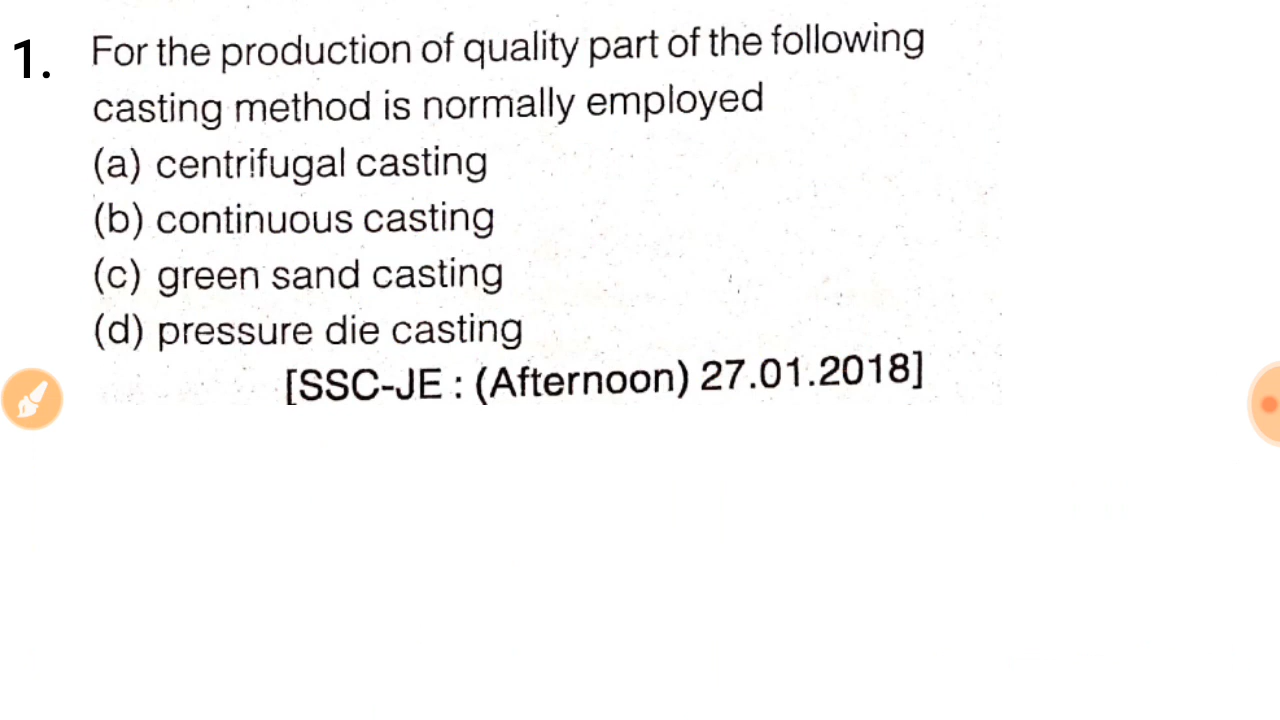 1. For the production of quality part of the following
casting method is normally employed
(a) centrifugal casting
(b) continuous casting
(c) green sand casting
(d) pressure die casting
[SSC-JE : (Afternoon) 27.01.2018]